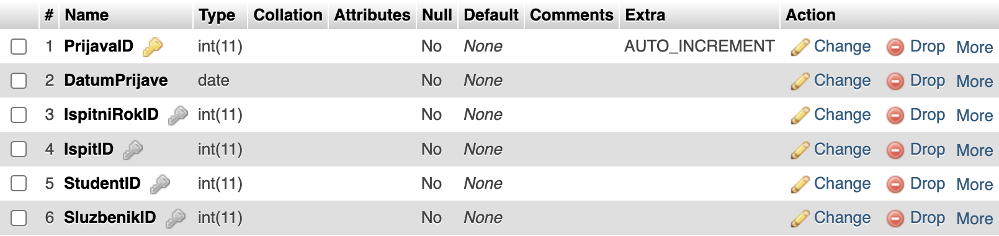 # Name Type Collation Attributes Null Default Comments Extra Action
1 PrijavaID int(11) No None AUTO_INCREMENT Change Drop More
2 DatumPrijave date No None Change Drop More
3 IspitniRokID int(11) No None Change Drop More
4 IspitID int(11) No None Change Drop More
5 StudentID int(11) No None Change Drop More
6 SluzbenikID int(11) No None Change Drop More